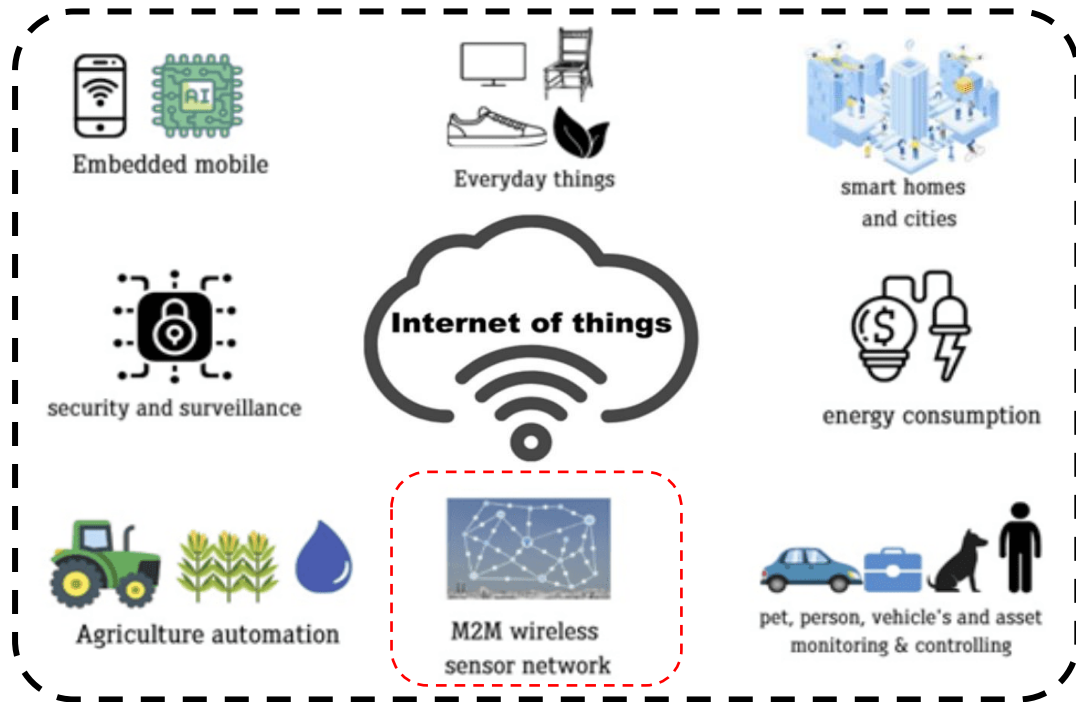 AI
Embedded mobile
Everyday things
smart homes
and cities
Internet of things
security and surveillance
$
energy consumption
Agriculture automation
M2M wireless
sensor network
pet, person, vehicle's and asset
monitoring & controlling